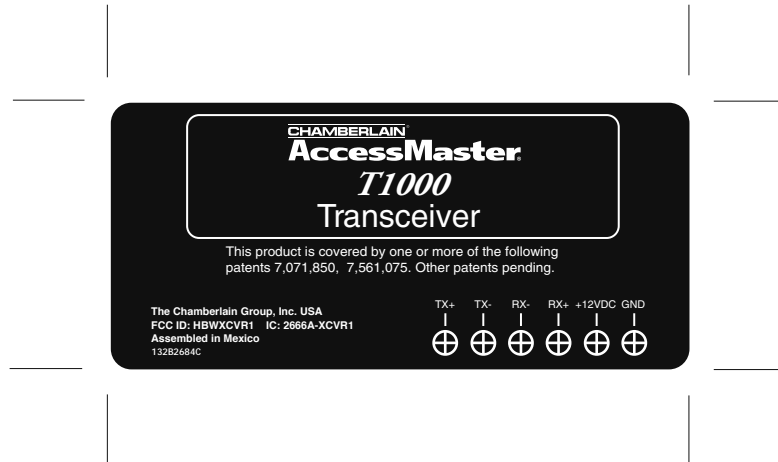 CHAMBERLAIN®
AccessMaster®
T1000
Transceiver
This product is covered by one or more of the following
patents 7,071,850, 7,561,075. Other patents pending.
The Chamberlain Group, Inc. USA
FCC ID: HBWXCVR1 IC: 2666A-XCVR1
Assembled in Mexico
132B2684C
TX+ TX- RX- RX+ +12VDC GND